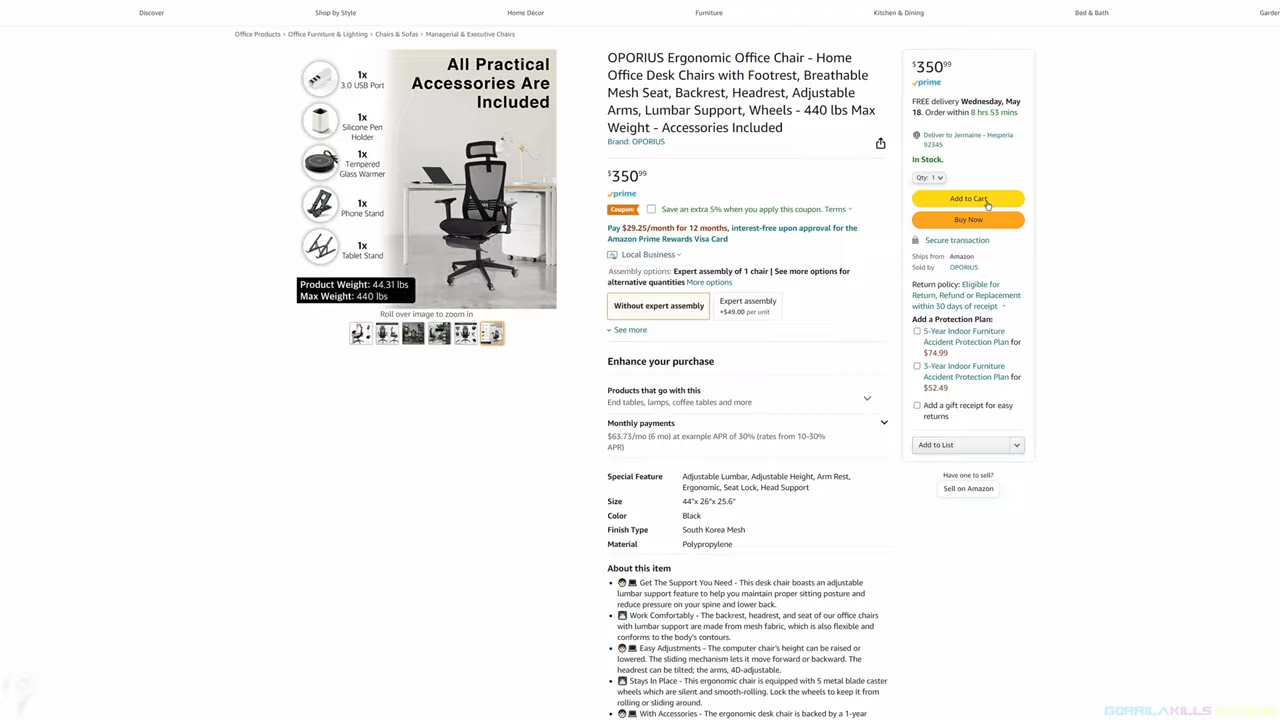 Discover
Shop by Style
Home Décor
Furniture
Kitchen & Dining
Bed & Bath
Garden
Office Products › Office Furniture & Lighting › Chairs & Sofas › Managerial & Executive Chairs
All Practical
Accessories Are
Included
1x
3.0 USB Port
1x
Silicone Pen
Holder
1x
Tempered
Glass Warmer
1x
Phone Stand
1x
Tablet Stand
Product Weight: 44.31 lbs
Max Weight: 440 lbs
Roll over image to zoom in
OPORIUS Ergonomic Office Chair - Home
Office Desk Chairs with Footrest, Breathable
Mesh Seat, Backrest, Headrest, Adjustable
Arms, Lumbar Support, Wheels - 440 lbs Max
Weight - Accessories Included
Brand: OPORIUS
$350.99
prime
Coupon:
Save an extra 5% when you apply this coupon. Terms
Pay $29.25/month for 12 months, interest-free upon approval for the
Amazon Prime Rewards Visa Card
Local Business
Assembly options: Expert assembly of 1 chair | See more options for
alternative quantities More options
Without expert assembly
Expert assembly
+$49.00 per unit
See more
Enhance your purchase
Products that go with this
End tables, lamps, coffee tables and more
Monthly payments
$63.73/mo (6 mo) at example APR of 30% (rates from 10-30%
APR)
Special Feature Adjustable Lumbar, Adjustable Height, Arm Rest,
Ergonomic, Seat Lock, Head Support
Size 44"x 26"x 25.6"
Color Black
Finish Type South Korea Mesh
Material Polypropylene
About this item
Get The Support You Need - This desk chair boasts an adjustable
lumbar support feature to help you maintain proper sitting posture and
reduce pressure on your spine and lower back.
Work Comfortably - The backrest, headrest, and seat of our office chairs
with lumbar support are made from mesh fabric, which is also flexible and
conforms to the body's contours.
Easy Adjustments - The computer chair's height can be raised or
lowered. The sliding mechanism lets it move forward or backward. The
headrest can be tilted; the arms, 4D-adjustable.
Stays In Place - This ergonomic chair is equipped with 5 metal blade caster
wheels which are silent and smooth-rolling. Lock the wheels to keep it from
rolling or sliding around.
With Accessories - The ergonomic desk chair is backed by a 1-year
$350.99
prime
FREE delivery Wednesday, May
18. Order within 8 hrs 53 mins
Deliver to Jermaine - Hesperia
92345
In Stock.
Qty: 1
Add to Cart
Buy Now
Secure transaction
Ships from Amazon
Sold by OPORIUS
Return policy: Eligible for
Return, Refund or Replacement
within 30 days of receipt
Add a Protection Plan:
5-Year Indoor Furniture
Accident Protection Plan for
$74.99
3-Year Indoor Furniture
Accident Protection Plan for
$52.49
Add a gift receipt for easy
returns
Add to List
Have one to sell?
Sell on Amazon
GORRILAKILLS